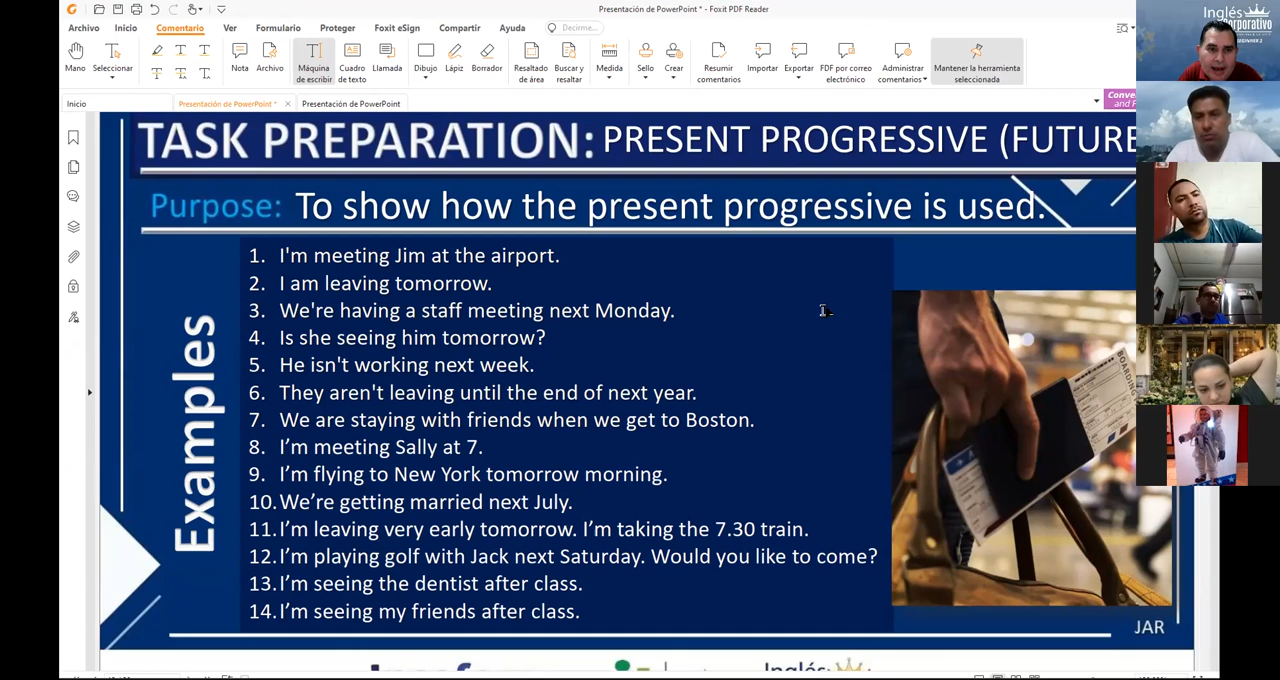 Presentación de PowerPoint * - Foxit PDF Reader
Archivo Inicio Comentario Ver Formulario Proteger Foxit eSign Compartir Ayuda Decirme...
Mano Seleccionar Nota Archivo Máquina de escribir Cuadro de texto Llamada Dibujo Lápiz Borrador Resaltado de área Buscar y resaltar Medida Sello Crear Resumir comentarios Importar Exportar FDF por correo electrónico Administrar comentarios Mantener la herramienta seleccionada
Inicio Presentación de PowerPoint * Presentación de PowerPoint
Inglés
Corporativo
TASK PREPARATION: PRESENT PROGRESSIVE (FUTURE
Purpose: To show how the present progressive is used.
Examples
1. I'm meeting Jim at the airport.
2. I am leaving tomorrow.
3. We're having a staff meeting next Monday.
4. Is she seeing him tomorrow?
5. He isn't working next week.
6. They aren't leaving until the end of next year.
7. We are staying with friends when we get to Boston.
8. I’m meeting Sally at 7.
9. I’m flying to New York tomorrow morning.
10. We’re getting married next July.
11. I’m leaving very early tomorrow. I’m taking the 7.30 train.
12. I’m playing golf with Jack next Saturday. Would you like to come?
13. I’m seeing the dentist after class.
14. I’m seeing my friends after class.
BOARDING
JAR